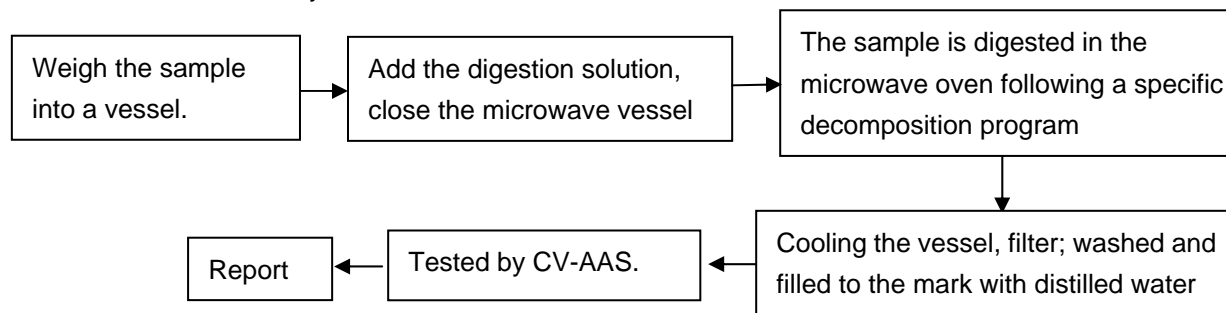 Weigh the sample
into a vessel.
Add the digestion solution,
close the microwave vessel
The sample is digested in the
microwave oven following a specific
decomposition program
Cooling the vessel, filter; washed and
filled to the mark with distilled water
Tested by CV-AAS.
Report